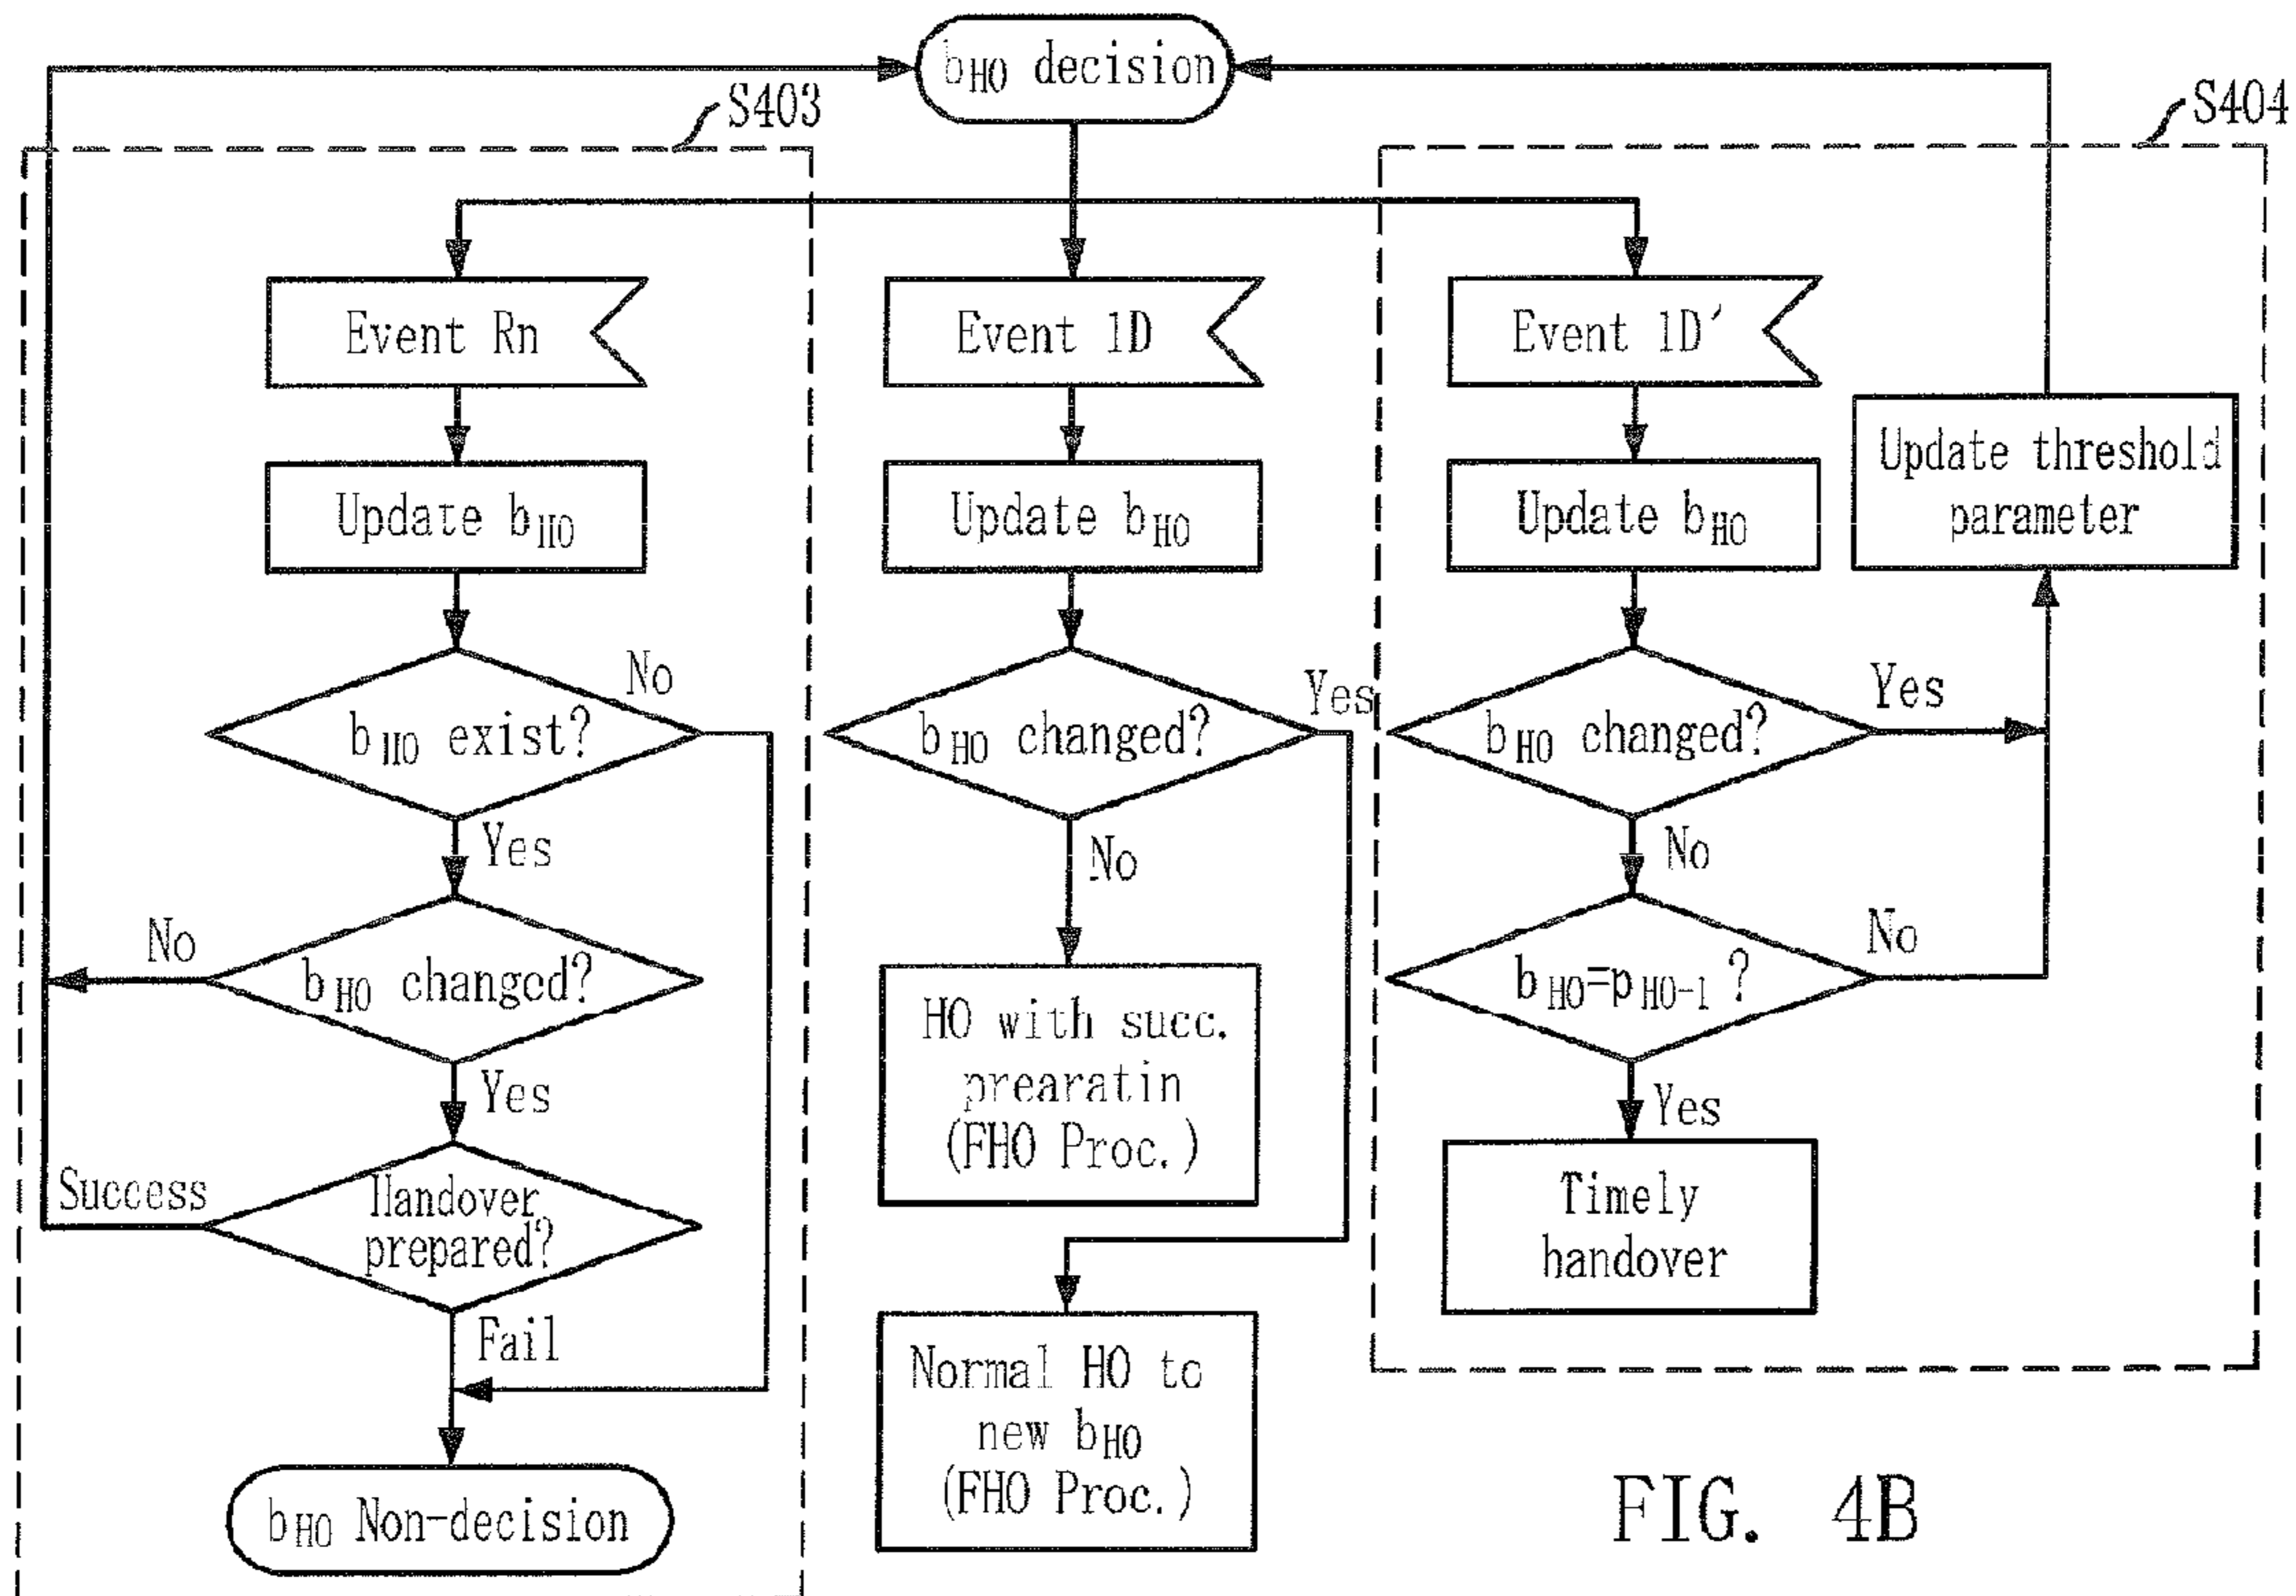 bHO decision
S403
S404
Event Rn
Event 1D
Event 1D′
Update bHO
Update bHO
Update bHO
Update threshold
parameter
No
bHO exist?
Yes
bHO changed?
Yes
bHO changed?
Yes
No
No
No
bHO changed?
Yes
HO with succ.
prearatin
(FHO Proc.)
No
bHO=pHO-1 ?
Yes
Success
Handover
prepared?
Fail
Timely
handover
Normal HO to
new bHO
(FHO Proc.)
bHO Non-decision
FIG. 4B